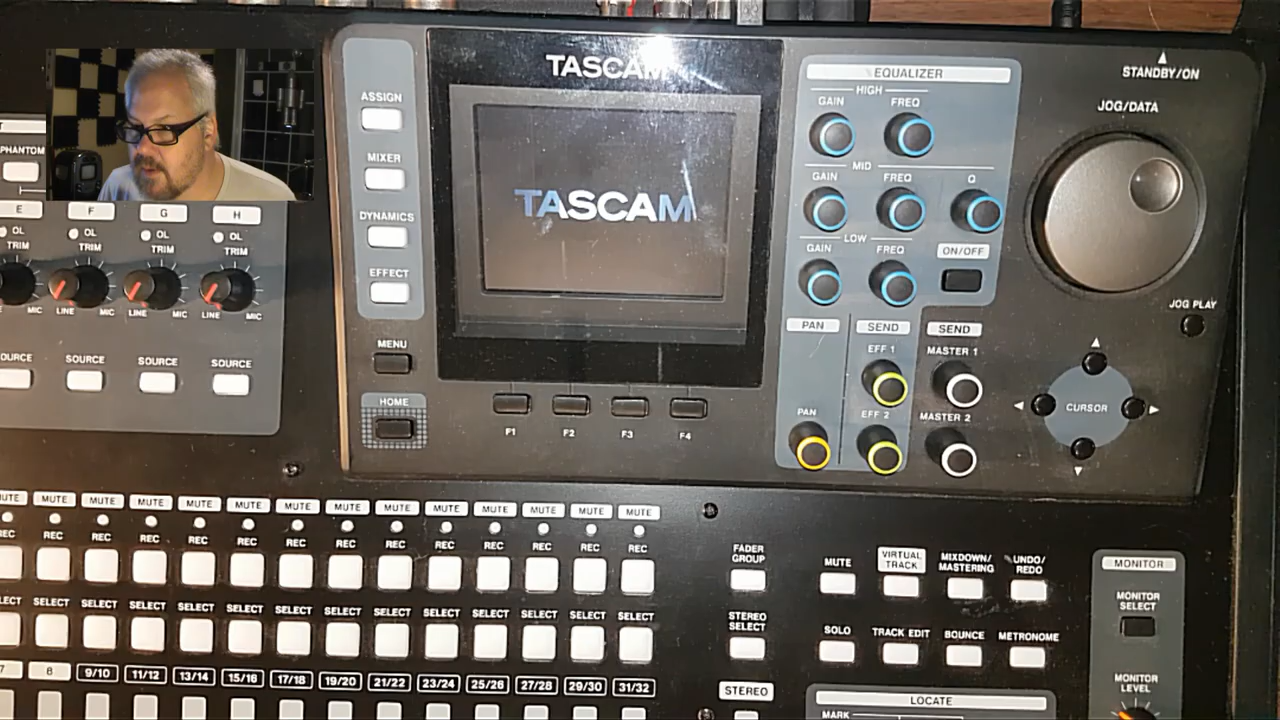 TASCAM
EQUALIZER
STANDBY/ON
HIGH
ASSIGN
GAIN FREQ
JOG/DATA
PHANTOM
MIXER
TASCAM
MID
GAIN FREQ Q
E F G H
DYNAMICS
OL OL OL OL
TRIM TRIM TRIM TRIM
LOW
GAIN FREQ ON/OFF
EFFECT
LINE MIC LINE MIC LINE MIC
JOG PLAY
PAN SEND SEND
MENU
EFF 1 MASTER 1
SOURCE SOURCE SOURCE
HOME
CURSOR
F1 F2 F3 F4
PAN EFF 2 MASTER 2
MUTE MUTE MUTE MUTE MUTE MUTE MUTE MUTE MUTE MUTE MUTE MUTE MUTE
REC REC REC REC REC REC REC REC REC REC REC REC REC
FADER
GROUP
MUTE
VIRTUAL
TRACK
MIXDOWN/
MASTERING
UNDO/
REDO
MONITOR
MONITOR
SELECT
SELECT SELECT SELECT SELECT SELECT SELECT SELECT SELECT SELECT SELECT SELECT SELECT SELECT
STEREO
SELECT
SOLO TRACK EDIT BOUNCE METRONOME
7 8 9/10 11/12 13/14 15/16 17/18 19/20 21/22 23/24 25/26 27/28 29/30 31/32
STEREO
MONITOR
LEVEL
LOCATE
MARK